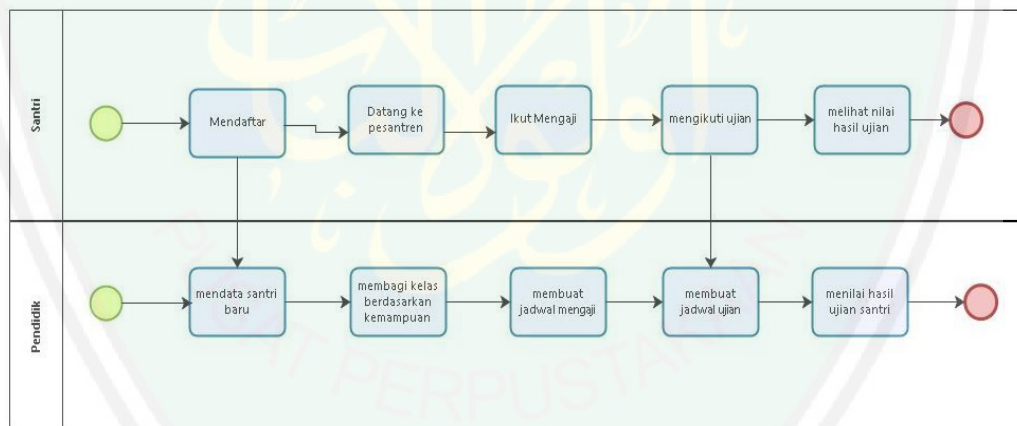 Santri
Mendaftar
Datang ke
pesantren
Ikut Mengaji
mengikuti ujian
melihat nilai
hasil ujian
Pendidik
mendata santri
baru
membagi kelas
berdasarkan
kemampuan
membuat
jadwal mengaji
membuat
jadwal ujian
menilai hasil
ujian santri